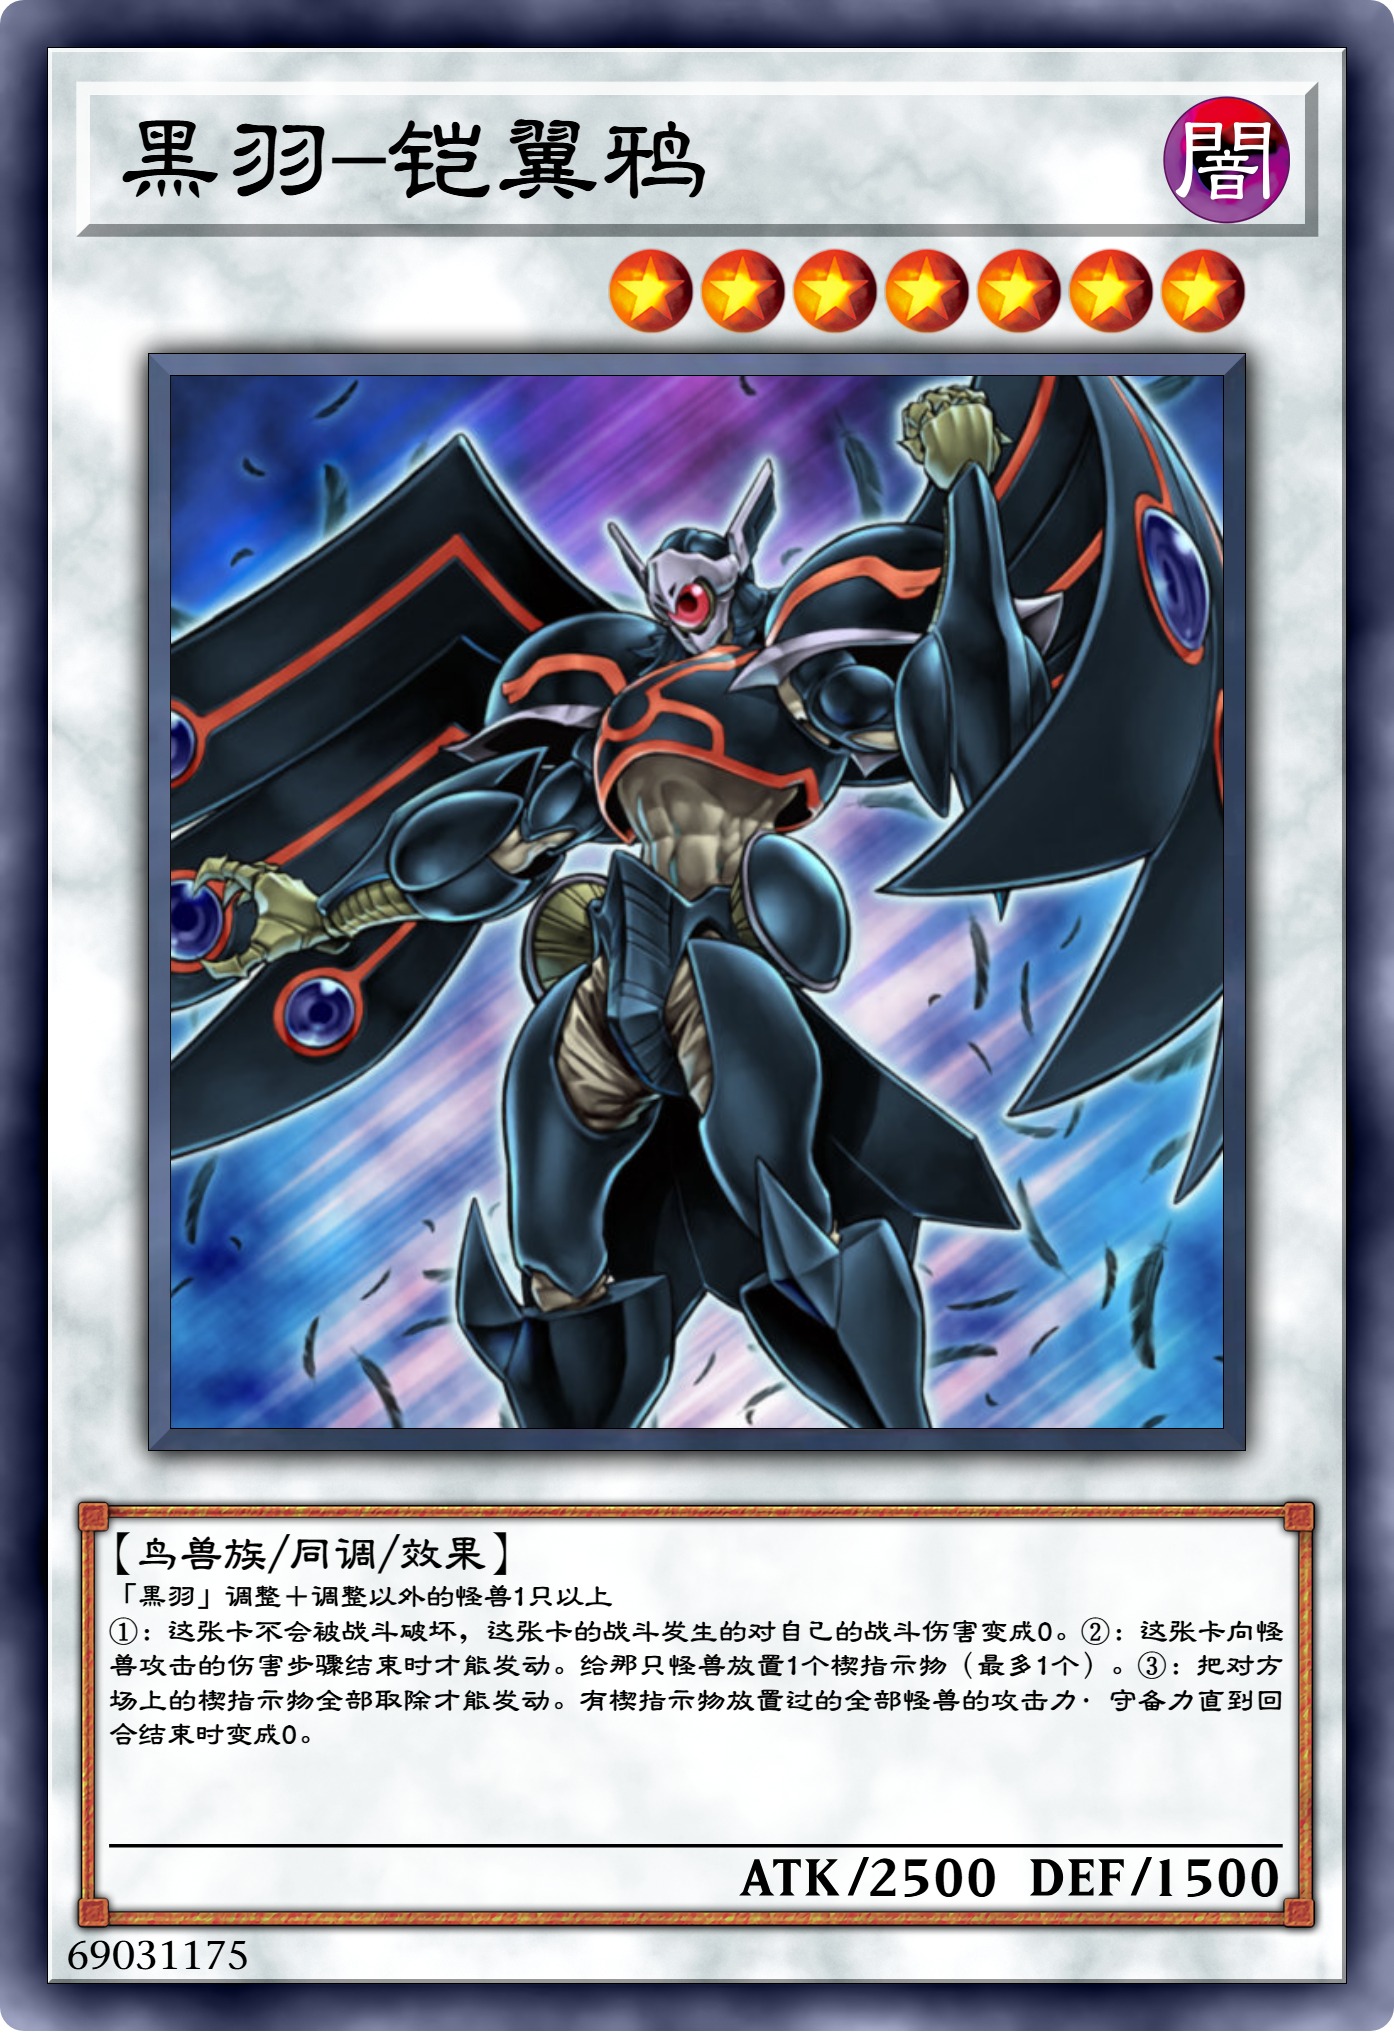 黑羽-铠翼鸦
闇
【鸟兽族/同调/效果】
「黑羽」调整＋调整以外的怪兽1只以上
①：这张卡不会被战斗破坏，这张卡的战斗发生的对自己的战斗伤害变成0。②：这张卡向怪
兽攻击的伤害步骤结束时才能发动。给那只怪兽放置1个楔指示物（最多1个）。③：把对方
场上的楔指示物全部取除才能发动。有楔指示物放置过的全部怪兽的攻击力·守备力直到回
合结束时变成0。
ATK/2500 DEF/1500
69031175